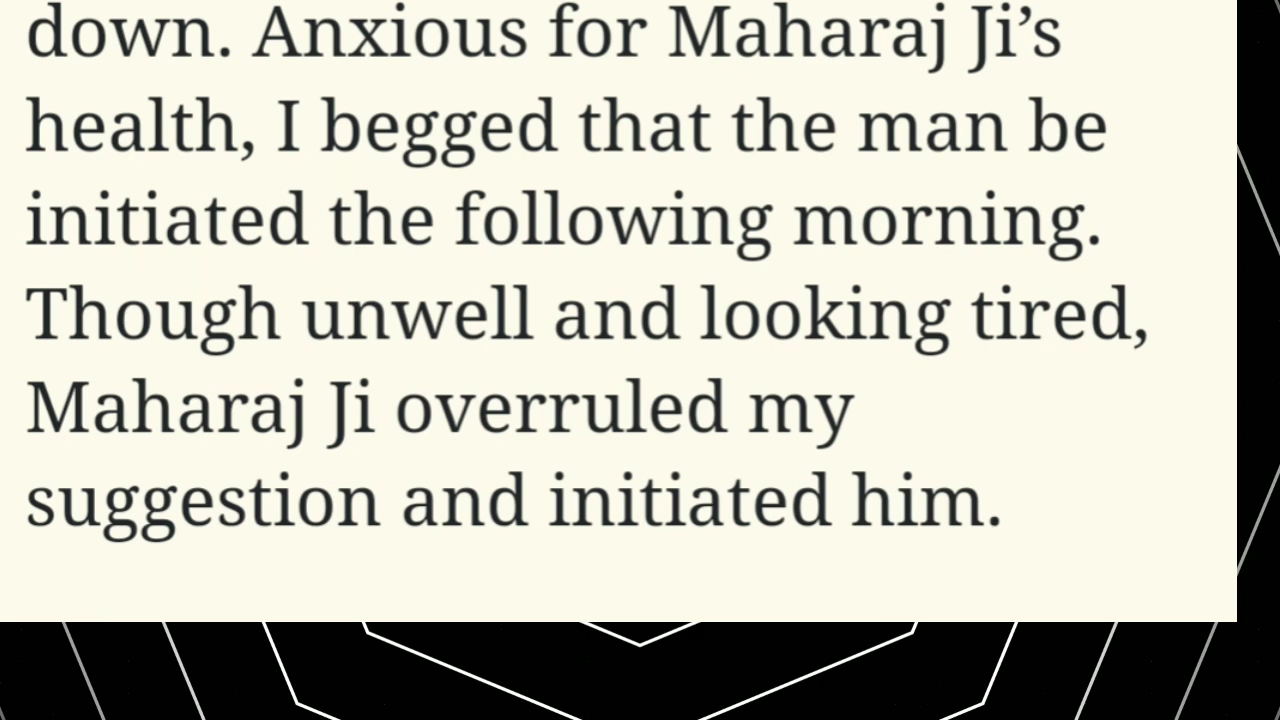 down. Anxious for Maharaj Ji’s
health, I begged that the man be
initiated the following morning.
Though unwell and looking tired,
Maharaj Ji overruled my
suggestion and initiated him.